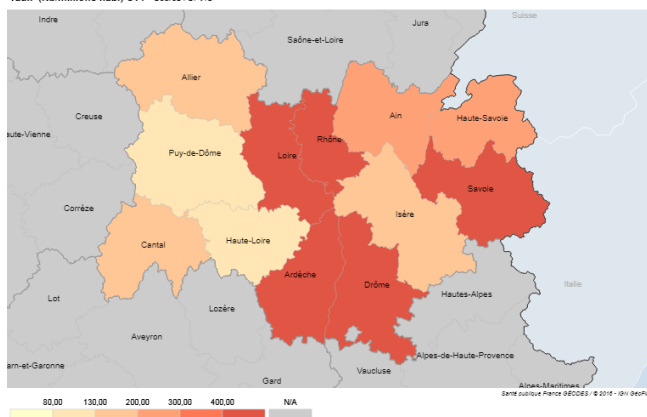 Indre
Jura
Suisse
Saône-et-Loire
Allier
Creuse
Ain
Haute-Savoie
Rhône
Puy-de-Dôme
Loire
Savoie
Corrèze
Isère
Cantal
Haute-Loire
Ardèche
Drôme
Italie
Lot
Lozère
Hautes-Alpes
Aveyron
Alpes-de-Haute-Provence
Vaucluse
Gard
Alpes-Maritimes
Santé publique France GÉODES / © 2016 - IGN GéoFl
80,00 130,00 200,00 300,00 400,00 N/A